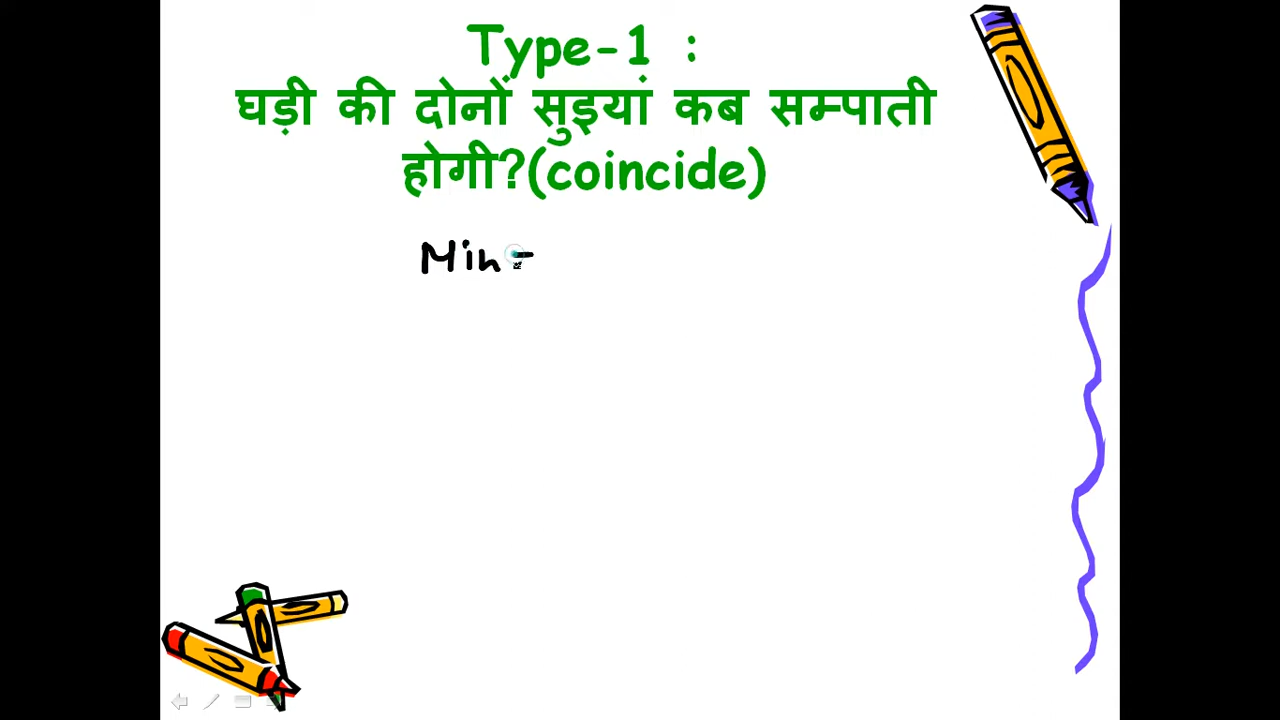 Type-1 :
घड़ी की दोनों सुइयां कब सम्पाती
होगी?(coincide)
Min -